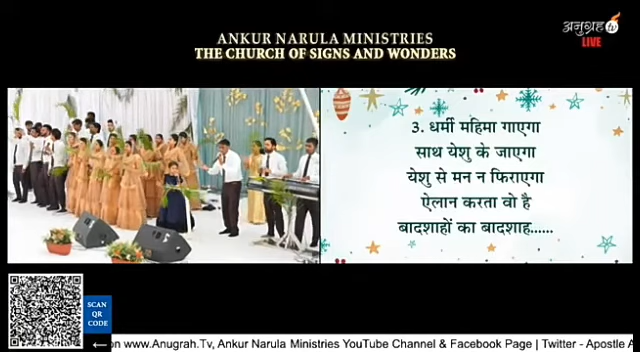 ANKUR NARULA MINISTRIES
THE CHURCH OF SIGNS AND WONDERS
अनुग्रह tv
LIVE
3. धर्मी महिमा गाएगा
साथ येशु के जाएगा
येशु से मन न फिराएगा
ऐलान करता वो है
बादशाहों का बादशाह......
SCAN
QR
CODE
on www.Anugrah.Tv, Ankur Narula Ministries YouTube Channel & Facebook Page | Twitter - Apostle A